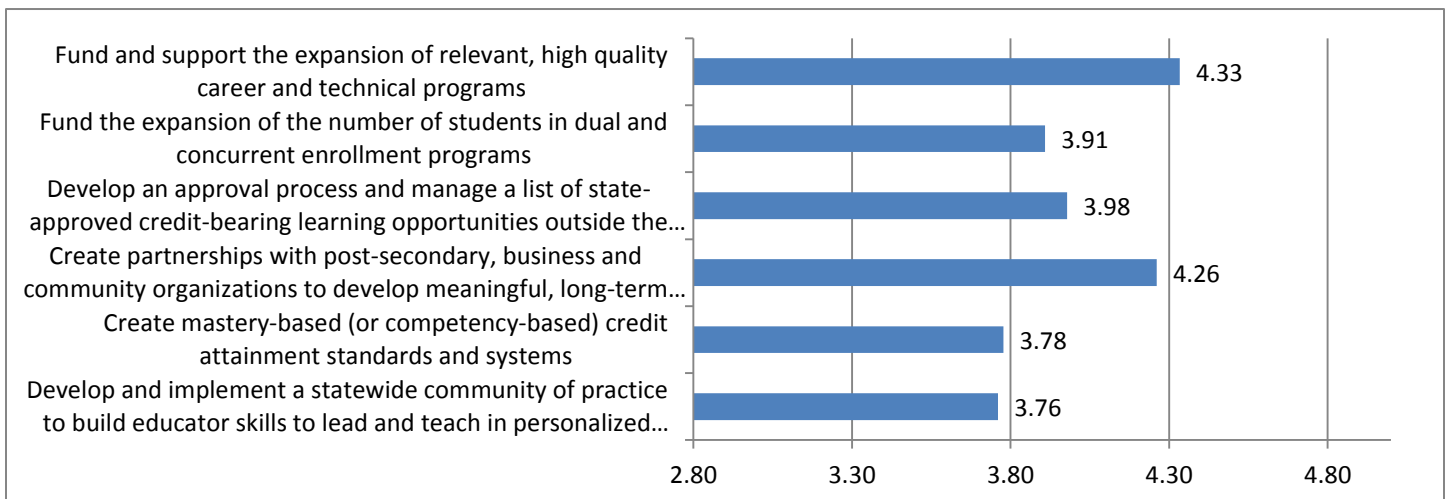 Fund and support the expansion of relevant, high quality
career and technical programs
4.33
Fund the expansion of the number of students in dual and
concurrent enrollment programs
3.91
Develop an approval process and manage a list of state-
approved credit-bearing learning opportunities outside the…
3.98
Create partnerships with post-secondary, business and
community organizations to develop meaningful, long-term…
4.26
Create mastery-based (or competency-based) credit
attainment standards and systems
3.78
Develop and implement a statewide community of practice
to build educator skills to lead and teach in personalized…
3.76
2.80 3.30 3.80 4.30 4.80